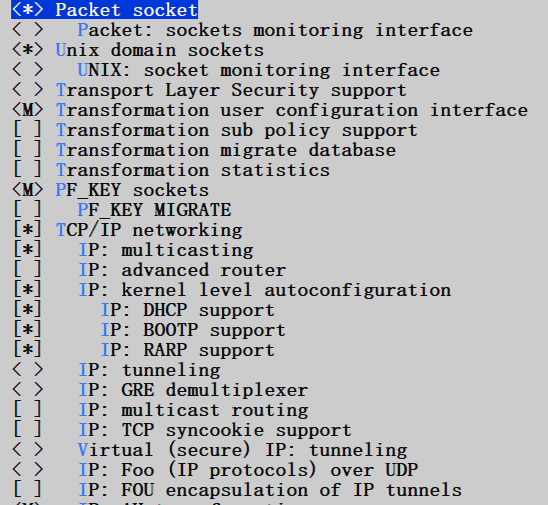 <*> Packet socket
< > Packet: sockets monitoring interface
<*> Unix domain sockets
< > UNIX: socket monitoring interface
< > Transport Layer Security support
<M> Transformation user configuration interface
[ ] Transformation sub policy support
[ ] Transformation migrate database
[ ] Transformation statistics
<M> PF_KEY sockets
[ ] PF_KEY MIGRATE
[*] TCP/IP networking
[*] IP: multicasting
[ ] IP: advanced router
[*] IP: kernel level autoconfiguration
[*] IP: DHCP support
[*] IP: BOOTP support
[*] IP: RARP support
< > IP: tunneling
< > IP: GRE demultiplexer
[ ] IP: multicast routing
[ ] IP: TCP syncookie support
< > Virtual (secure) IP: tunneling
< > IP: Foo (IP protocols) over UDP
[ ] IP: FOU encapsulation of IP tunnels